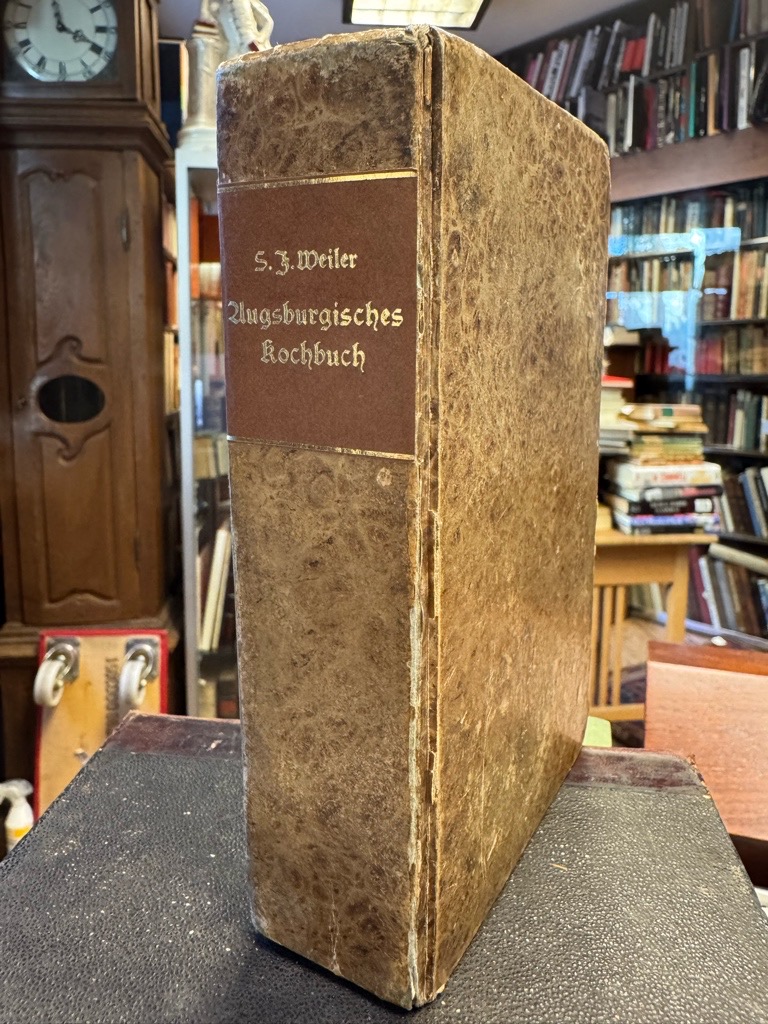 S. J. Weiler
Augsburgisches
Kochbuch